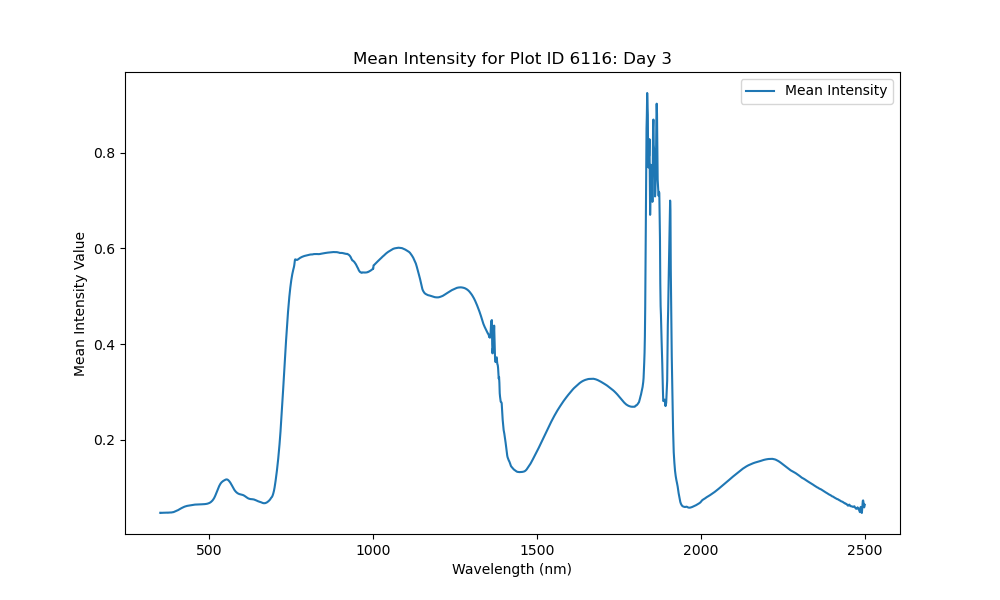 Mean Intensity for Plot ID 6116: Day 3
Mean Intensity
Mean Intensity Value
0.8
0.6
0.4
0.2
500
1000
1500
2000
2500
Wavelength (nm)